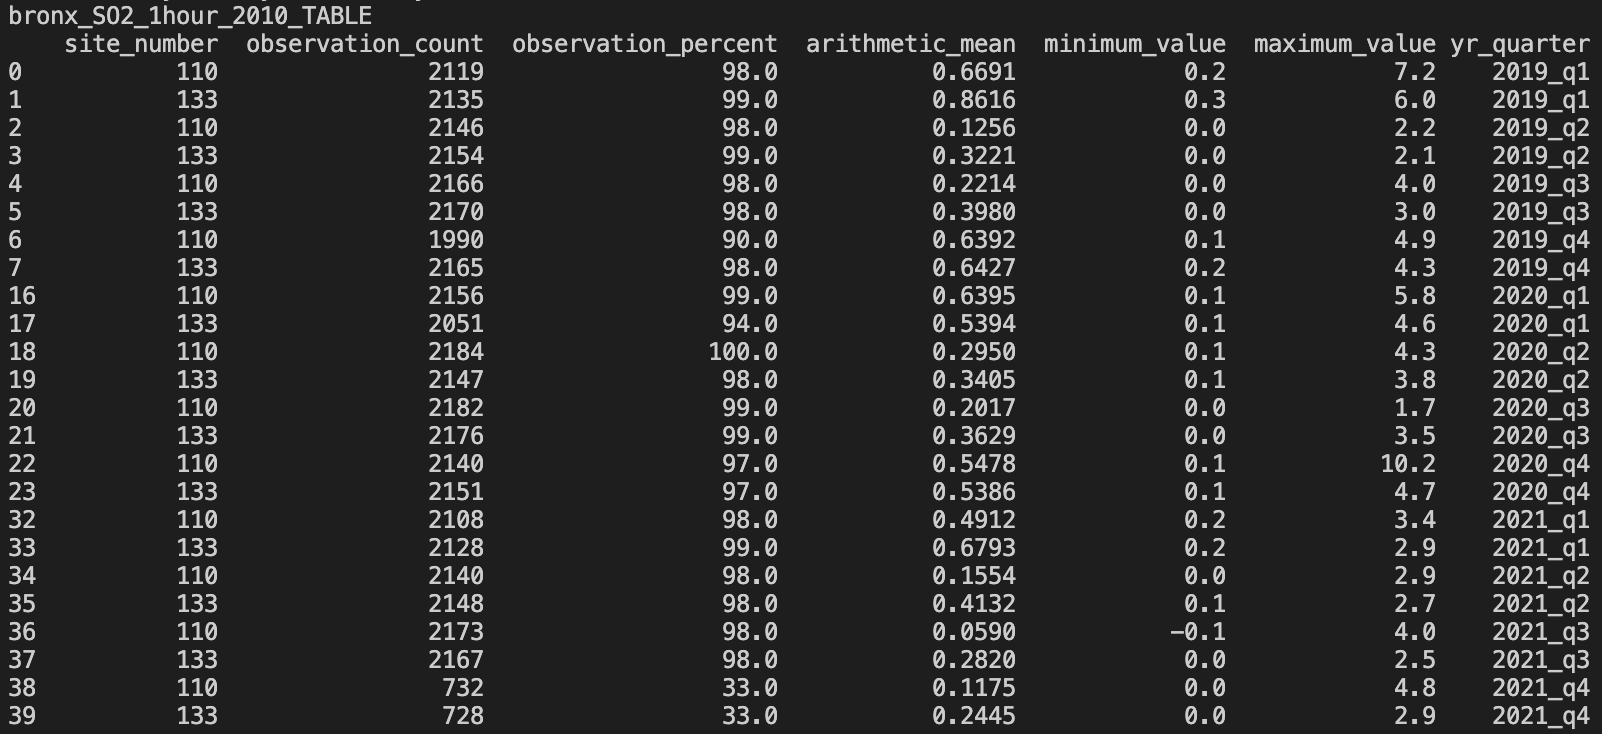 bronx_SO2_1hour_2010_TABLE
site_number observation_count observation_percent arithmetic_mean minimum_value maximum_value yr_quarter
0 110 2119 98.0 0.6691 0.2 7.2 2019_q1
1 133 2135 99.0 0.8616 0.3 6.0 2019_q1
2 110 2146 98.0 0.1256 0.0 2.2 2019_q2
3 133 2154 99.0 0.3221 0.0 2.1 2019_q2
4 110 2166 98.0 0.2214 0.0 4.0 2019_q3
5 133 2170 98.0 0.3980 0.0 3.0 2019_q3
6 110 1990 90.0 0.6392 0.1 4.9 2019_q4
7 133 2165 98.0 0.6427 0.2 4.3 2019_q4
16 110 2156 99.0 0.6395 0.1 5.8 2020_q1
17 133 2051 94.0 0.5394 0.1 4.6 2020_q1
18 110 2184 100.0 0.2950 0.1 4.3 2020_q2
19 133 2147 98.0 0.3405 0.1 3.8 2020_q2
20 110 2182 99.0 0.2017 0.0 1.7 2020_q3
21 133 2176 99.0 0.3629 0.0 3.5 2020_q3
22 110 2140 97.0 0.5478 0.1 10.2 2020_q4
23 133 2151 97.0 0.5386 0.1 4.7 2020_q4
32 110 2108 98.0 0.4912 0.2 3.4 2021_q1
33 133 2128 99.0 0.6793 0.2 2.9 2021_q1
34 110 2140 98.0 0.1554 0.0 2.9 2021_q2
35 133 2148 98.0 0.4132 0.1 2.7 2021_q2
36 110 2173 98.0 0.0590 -0.1 4.0 2021_q3
37 133 2167 98.0 0.2820 0.0 2.5 2021_q3
38 110 732 33.0 0.1175 0.0 4.8 2021_q4
39 133 728 33.0 0.2445 0.0 2.9 2021_q4